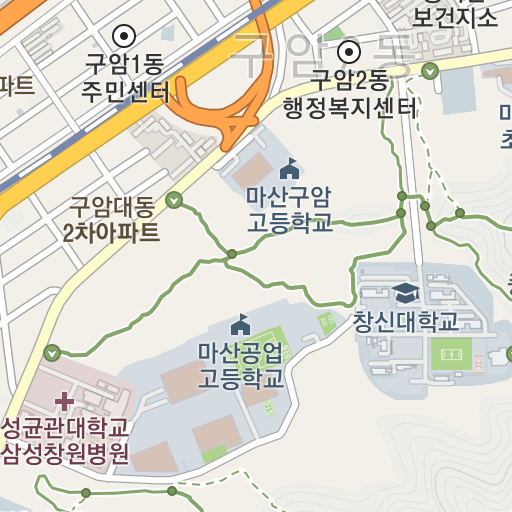 보건지소
구암1동
주민센터
파트
구암2동
행정복지센터
마산구암
고등학교
구암대동
2차아파트
창신대학교
마산공업
고등학교
성균관대학교
삼성창원병원